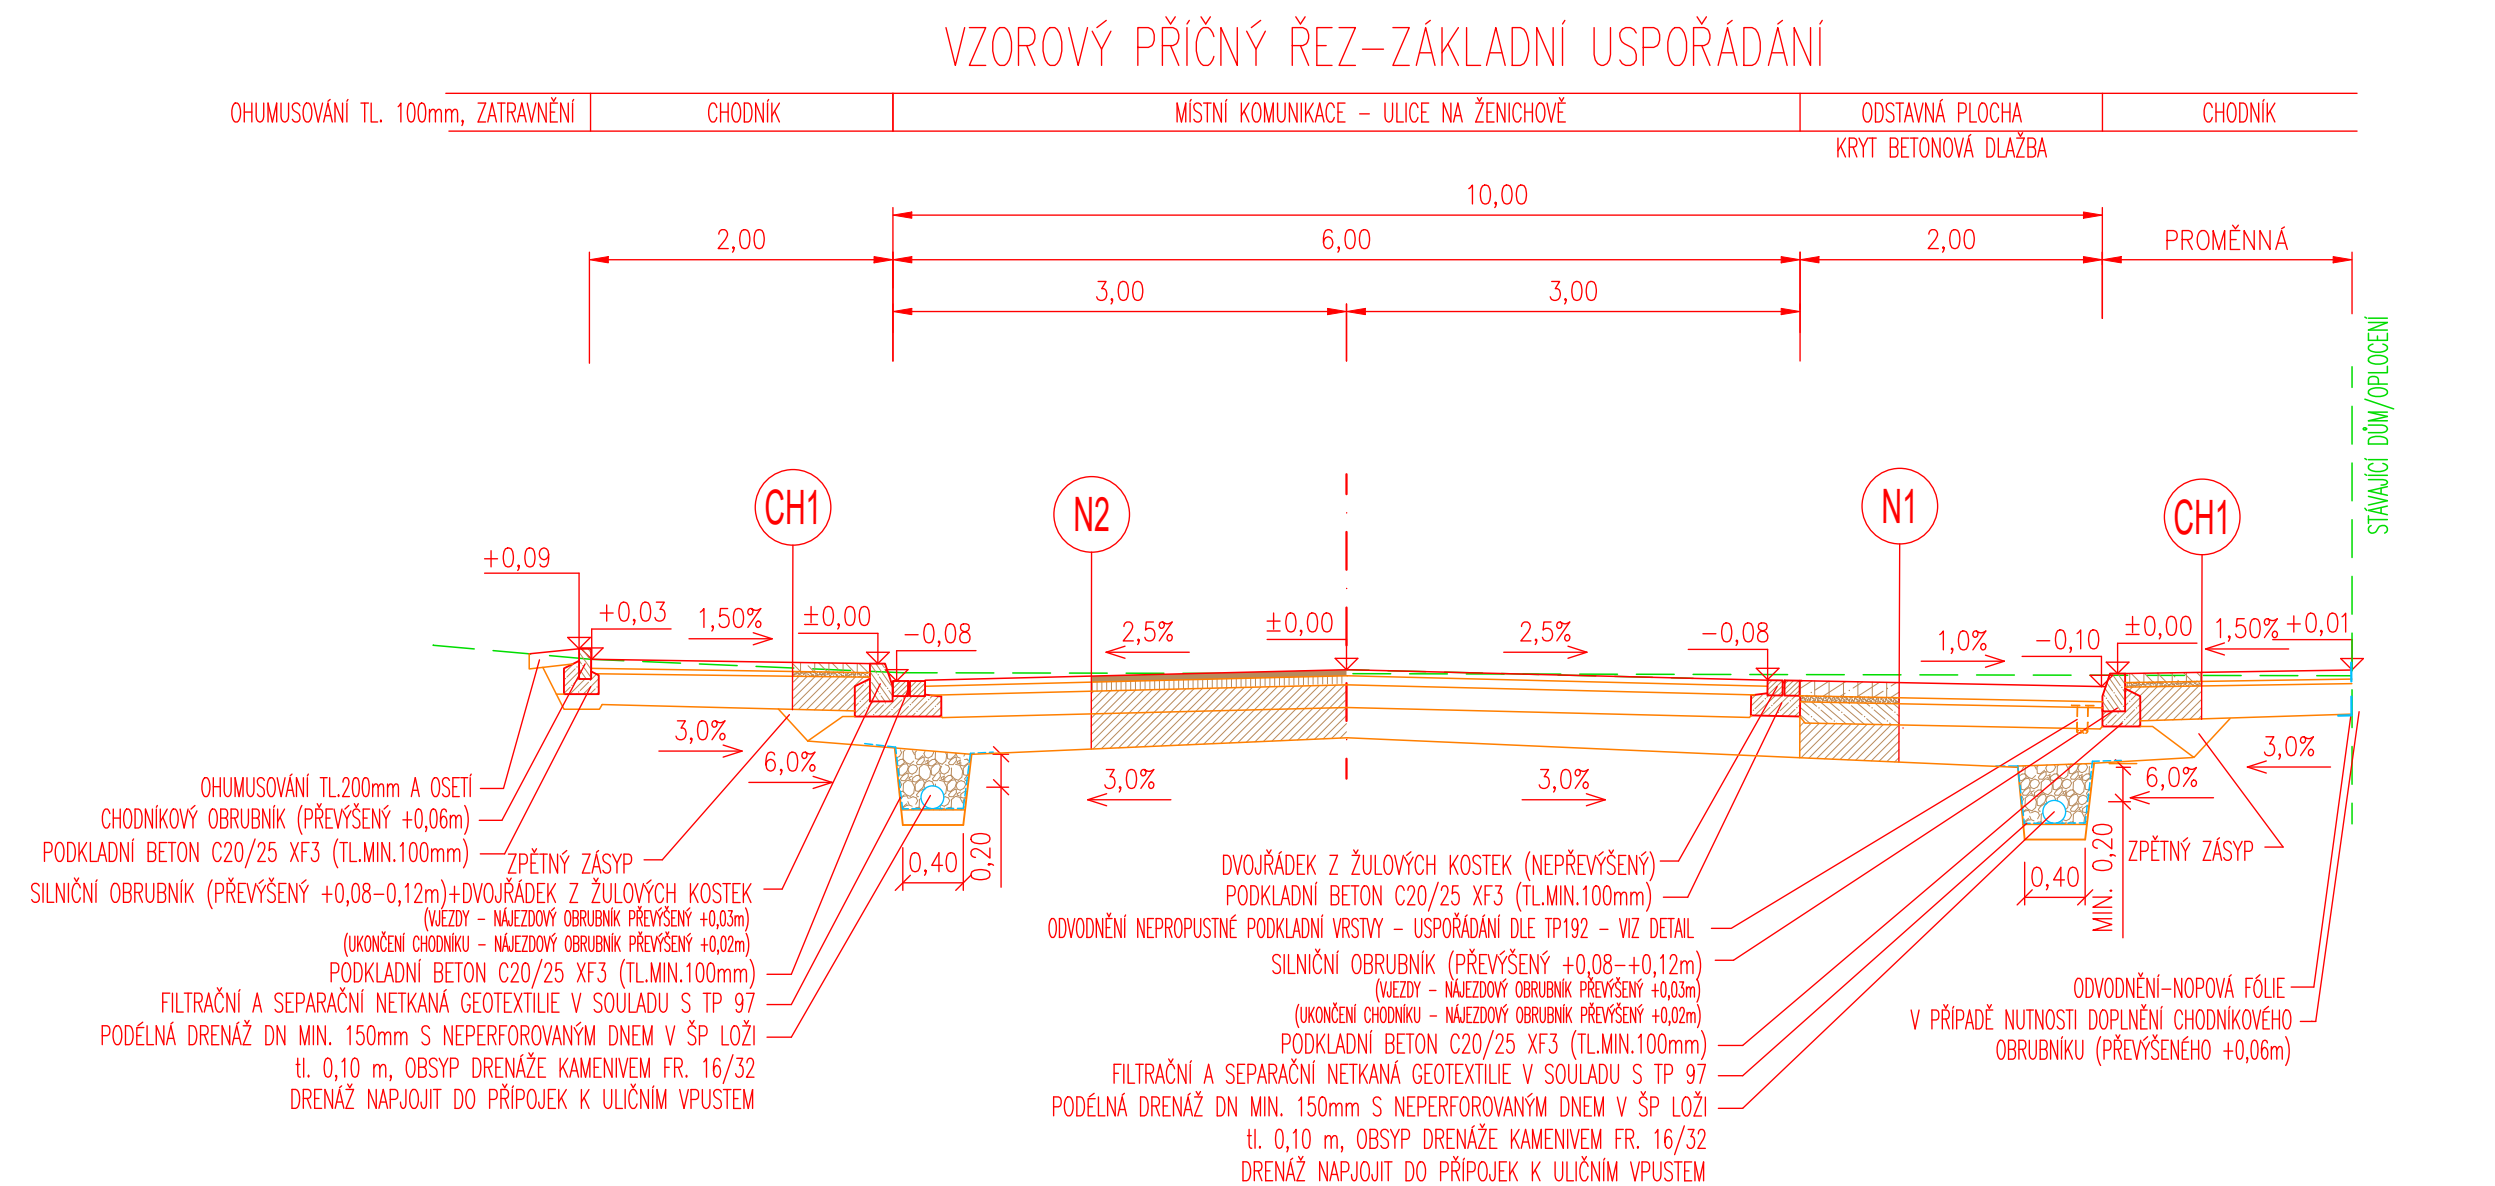 VZOROVÝ PŘÍČNÝ ŘEZ-ZÁKLADNÍ USPOŘÁDÁNÍ
OHUMUSOVÁNÍ TL. 100mm, ZATRAVNĚNÍ
CHODNÍK
MÍSTNÍ KOMUNIKACE - ULICE NA ŽENICHOVĚ
ODSTAVNÁ PLOCHA
CHODNÍK
KRYT BETONOVÁ DLAŽBA
10,00
2,00
6,00
2,00
PROMĚNNÁ
3,00
3,00
STÁVAJÍCÍ DŮM/OPLOCENÍ
CH1
N2
N1
CH1
+0,09
+0,03
1,50%
±0,00
-0,08
2,5%
±0,00
2,5%
-0,08
1,0%
-0,10
±0,00
1,50%
+0,01
3,0%
6,0%
3,0%
3,0%
3,0%
6,0%
0,40
0,20
0,40
MIN. 0,20
OHUMUSOVÁNÍ TL.200mm A OSETÍ
CHODNÍKOVÝ OBRUBNÍK (PŘEVÝŠENÝ +0,06m)
PODKLADNÍ BETON C20/25 XF3 (TL.MIN.100mm)
ZPĚTNÝ ZÁSYP
SILNIČNÍ OBRUBNÍK (PŘEVÝŠENÝ +0,08-0,12m)+DVOJŘÁDEK Z ŽULOVÝCH KOSTEK
(VJEZDY - NÁJEZDOVÝ OBRUBNÍK PŘEVÝŠENÝ +0,03m)
(UKONČENÍ CHODNÍKU - NÁJEZDOVÝ OBRUBNÍK PŘEVÝŠENÝ +0,02m)
PODKLADNÍ BETON C20/25 XF3 (TL.MIN.100mm)
FILTRAČNÍ A SEPARAČNÍ NETKANÁ GEOTEXTILIE V SOULADU S TP 97
PODÉLNÁ DRENÁŽ DN MIN. 150mm S NEPERFOROVANÝM DNEM V ŠP LOŽI
tl. 0,10 m, OBSYP DRENÁŽE KAMENIVEM FR. 16/32
DRENÁŽ NAPJOJIT DO PŘÍPOJEK K ULIČNÍM VPUSTEM
DVOJŘÁDEK Z ŽULOVÝCH KOSTEK (NEPŘEVÝŠENÝ)
PODKLADNÍ BETON C20/25 XF3 (TL.MIN.100mm)
ODVODNĚNÍ NEPROPUSTNÉ PODKLADNÍ VRSTVY - USPOŘÁDÁNÍ DLE TP192 - VIZ DETAIL
SILNIČNÍ OBRUBNÍK (PŘEVÝŠENÝ +0,08-+0,12m)
(VJEZDY - NÁJEZDOVÝ OBRUBNÍK PŘEVÝŠENÝ +0,03m)
(UKONČENÍ CHODNÍKU - NÁJEZDOVÝ OBRUBNÍK PŘEVÝŠENÝ +0,02m)
PODKLADNÍ BETON C20/25 XF3 (TL.MIN.100mm)
FILTRAČNÍ A SEPARAČNÍ NETKANÁ GEOTEXTILIE V SOULADU S TP 97
PODÉLNÁ DRENÁŽ DN MIN. 150mm S NEPERFOROVANÝM DNEM V ŠP LOŽI
tl. 0,10 m, OBSYP DRENÁŽE KAMENIVEM FR. 16/32
DRENÁŽ NAPJOJIT DO PŘÍPOJEK K ULIČNÍM VPUSTEM
ZPĚTNÝ ZÁSYP
ODVODNĚNÍ-NOPOVÁ FÓLIE
V PŘÍPADĚ NUTNOSTI DOPLNĚNÍ CHODNÍKOVÉHO
OBRUBNÍKU (PŘEVÝŠENÉHO +0,06m)